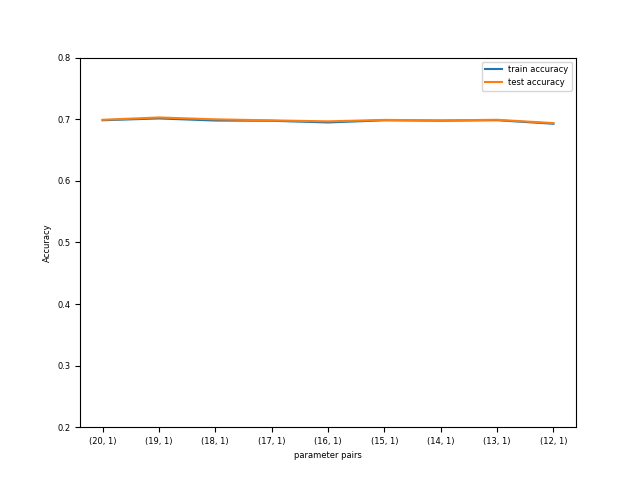 0.8
train accuracy
test accuracy
0.7
0.6
0.5
Accuracy
0.4
0.3
0.2
(20, 1) (19, 1) (18, 1) (17, 1) (16, 1) (15, 1) (14, 1) (13, 1) (12, 1)
parameter pairs